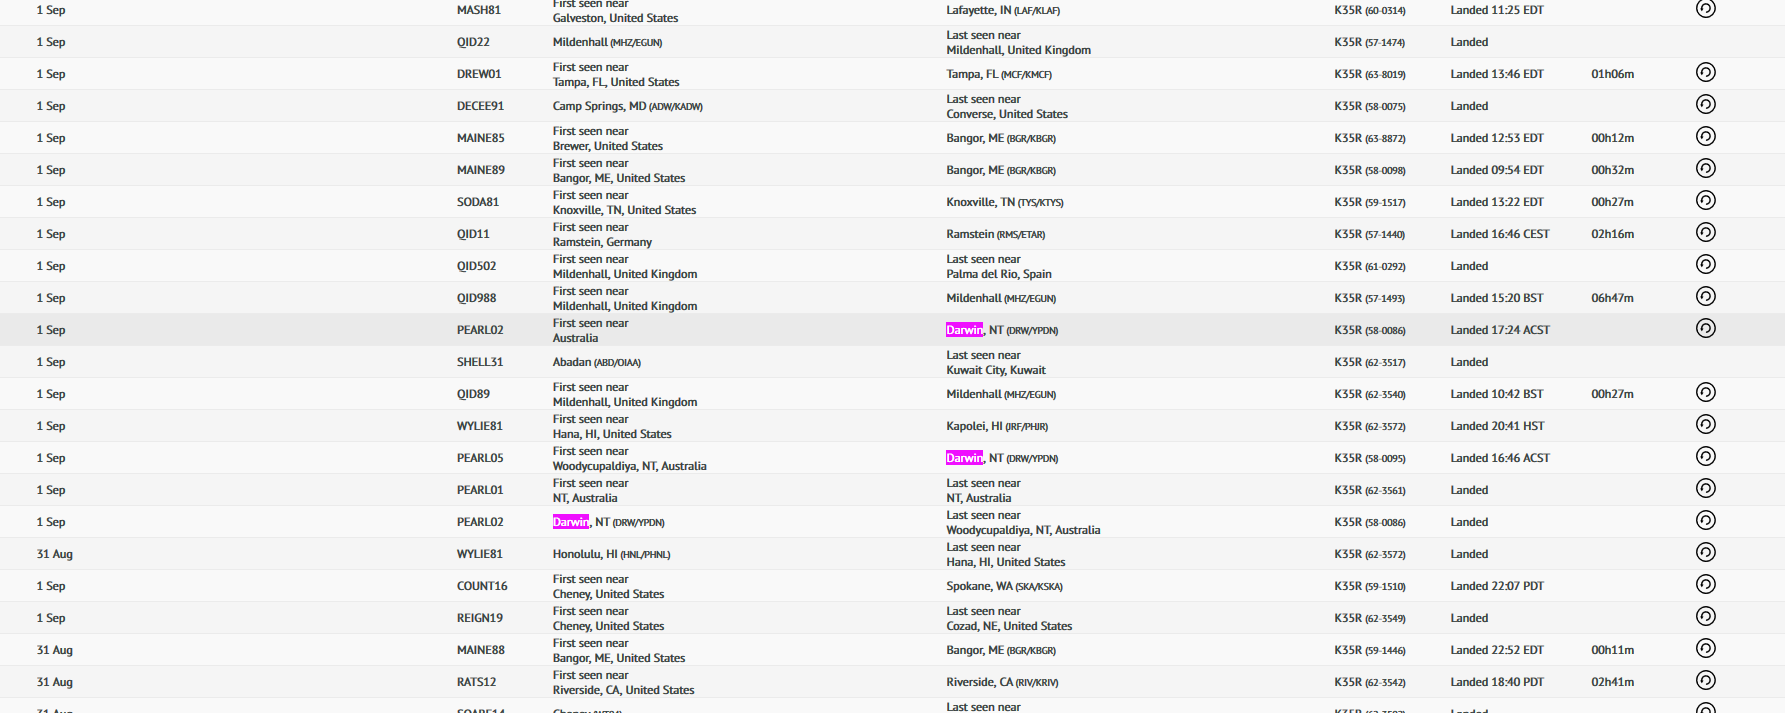 1 Sep MASH81 First seen near Galveston, United States Lafayette, IN (LAF/KLAF) K35R (60-0314) Landed 11:25 EDT
1 Sep QID22 Mildenhall (MHZ/EGUN) Last seen near Mildenhall, United Kingdom K35R (57-1474) Landed
1 Sep DREW01 First seen near Tampa, FL, United States Tampa, FL (MCF/KMCF) K35R (63-8019) Landed 13:46 EDT 01h06m
1 Sep DECEE91 Camp Springs, MD (ADW/KADW) Last seen near Converse, United States K35R (58-0075) Landed
1 Sep MAINE85 First seen near Brewer, United States Bangor, ME (BGR/KBGR) K35R (63-8872) Landed 12:53 EDT 00h12m
1 Sep MAINE89 First seen near Bangor, ME, United States Bangor, ME (BGR/KBGR) K35R (58-0098) Landed 09:54 EDT 00h32m
1 Sep SODA81 First seen near Knoxville, TN, United States Knoxville, TN (TYS/KTYS) K35R (59-1517) Landed 13:22 EDT 00h27m
1 Sep QID11 First seen near Ramstein, Germany Ramstein (RMS/ETAR) K35R (57-1440) Landed 16:46 CEST 02h16m
1 Sep QID502 First seen near Mildenhall, United Kingdom Last seen near Palma del Rio, Spain K35R (61-0292) Landed
1 Sep QID988 First seen near Mildenhall, United Kingdom Mildenhall (MHZ/EGUN) K35R (57-1493) Landed 15:20 BST 06h47m
1 Sep PEARL02 First seen near Australia Darwin, NT (DRW/YPDN) K35R (58-0086) Landed 17:24 ACST
1 Sep SHELL31 Abadan (ABD/OIAA) Last seen near Kuwait City, Kuwait K35R (62-3517) Landed
1 Sep QID89 First seen near Mildenhall, United Kingdom Mildenhall (MHZ/EGUN) K35R (62-3540) Landed 10:42 BST 00h27m
1 Sep WYLIE81 First seen near Hana, HI, United States Kapolei, HI (JRF/PHJR) K35R (62-3572) Landed 20:41 HST
1 Sep PEARL05 First seen near Woodycupaldiya, NT, Australia Darwin, NT (DRW/YPDN) K35R (58-0095) Landed 16:46 ACST
1 Sep PEARL01 First seen near NT, Australia Last seen near NT, Australia K35R (62-3561) Landed
1 Sep PEARL02 Darwin, NT (DRW/YPDN) Last seen near Woodycupaldiya, NT, Australia K35R (58-0086) Landed
31 Aug WYLIE81 Honolulu, HI (HNL/PHNL) Last seen near Hana, HI, United States K35R (62-3572) Landed
1 Sep COUNT16 First seen near Cheney, United States Spokane, WA (SKA/KSKA) K35R (59-1510) Landed 22:07 PDT
1 Sep REIGN19 First seen near Cheney, United States Last seen near Cozad, NE, United States K35R (62-3549) Landed
31 Aug MAINE88 First seen near Bangor, ME, United States Bangor, ME (BGR/KBGR) K35R (59-1446) Landed 22:52 EDT 00h11m
31 Aug RATS12 First seen near Riverside, CA, United States Riverside, CA (RIV/KRIV) K35R (62-3542) Landed 18:40 PDT 02h41m
31 Aug Last seen near